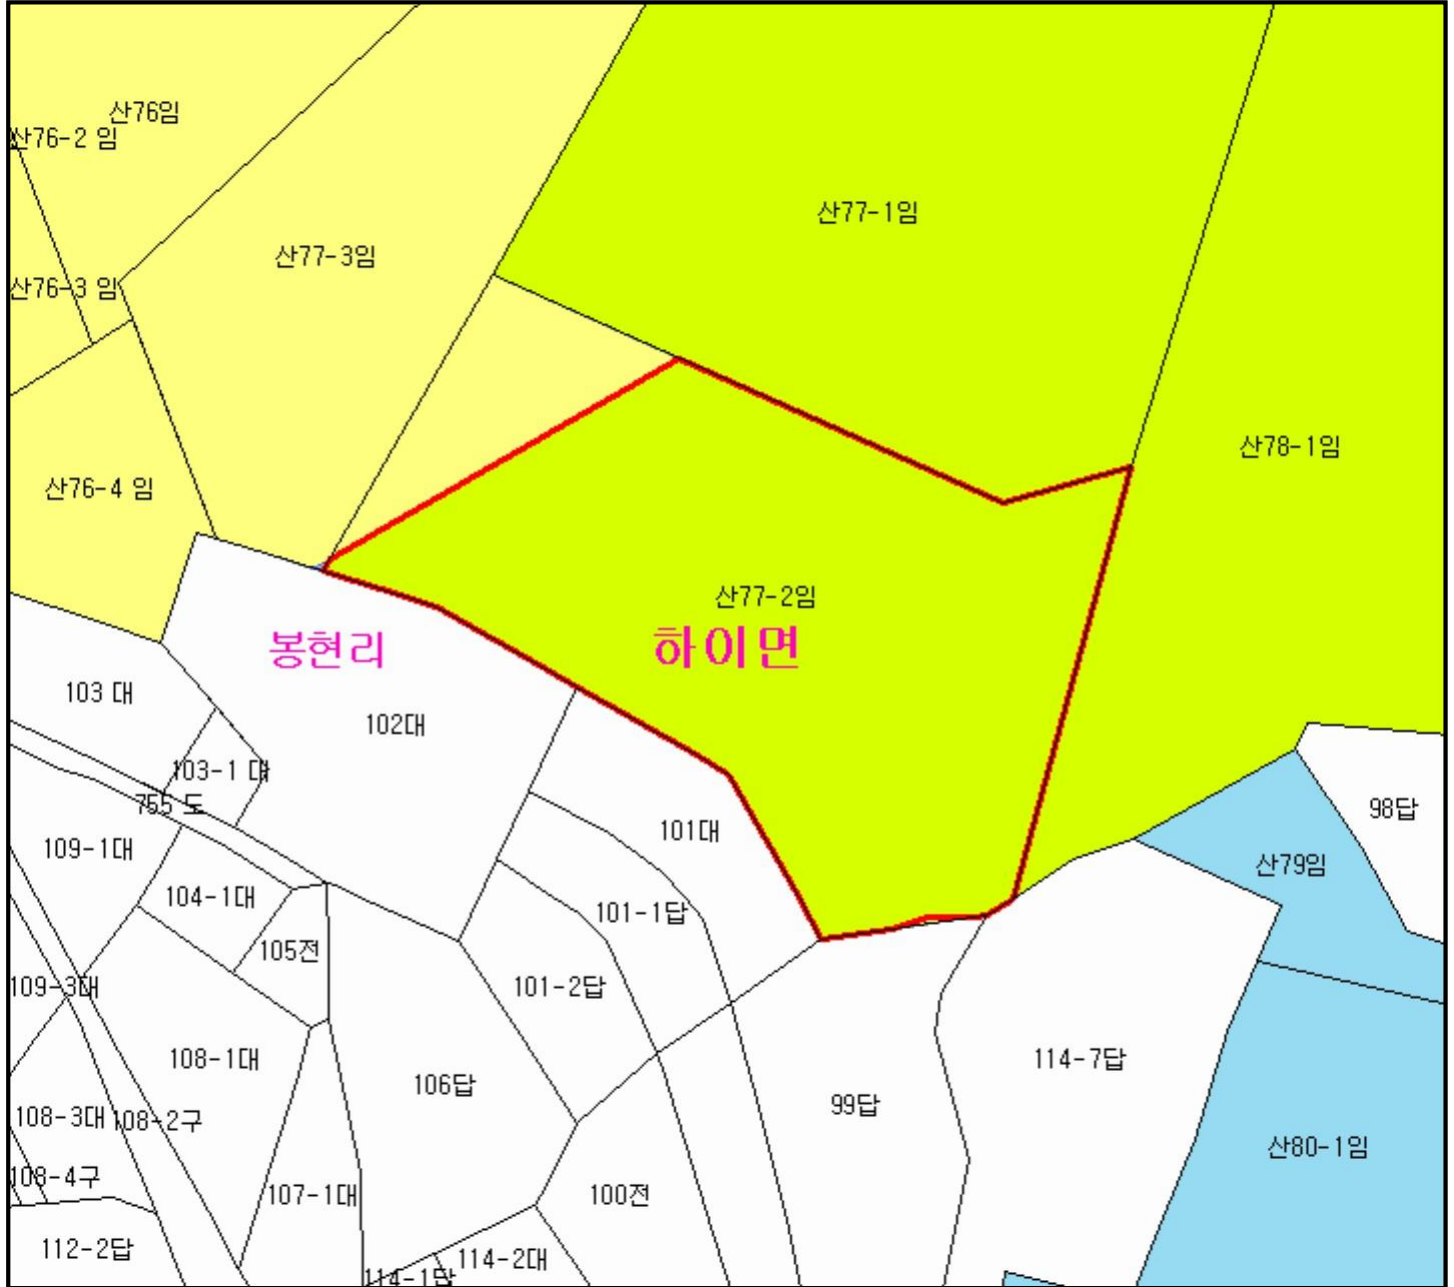 산76임
산76-2 임
산77-1임
산77-3임
산76-3 임
산78-1임
산76-4 임
산77-2임
봉현리
하이면
103 대
102대
103-1 대
755 도
98답
101대
109-1대
산79임
104-1대
101-1답
105전
109-3대
101-2답
108-1대
114-7답
106답
99답
108-3대
108-2구
산80-1임
108-4구
107-1대
100전
112-2답
114-2대
114-1답